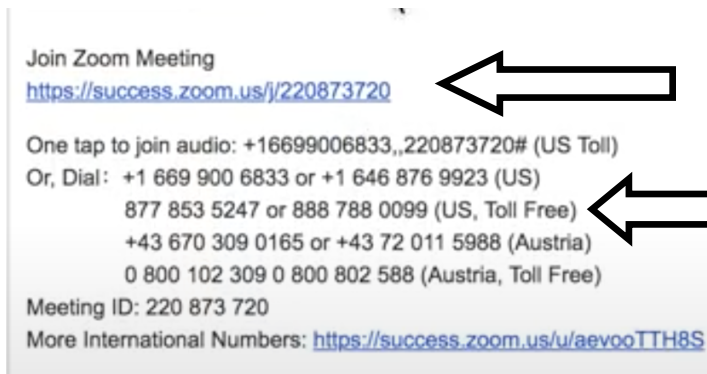 Join Zoom Meeting
https://success.zoom.us/j/220873720
One tap to join audio: +16699006833,,220873720# (US Toll)
Or, Dial: +1 669 900 6833 or +1 646 876 9923 (US)
877 853 5247 or 888 788 0099 (US, Toll Free)
+43 670 309 0165 or +43 72 011 5988 (Austria)
0 800 102 309 0 800 802 588 (Austria, Toll Free)
Meeting ID: 220 873 720
More International Numbers: https://success.zoom.us/u/aevooTTH8S